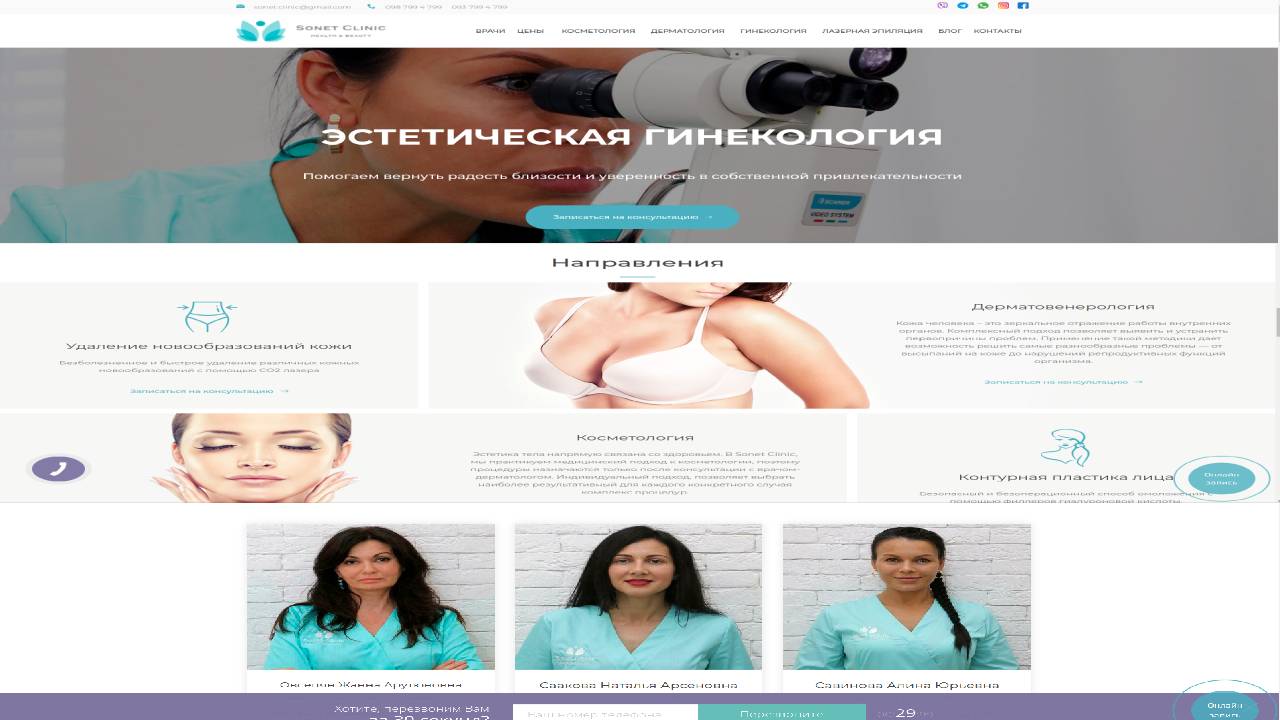 sonet.clinic@gmail.com 098 799 4 799 093 799 4 799
SONET CLINIC
HEALTH & BEAUTY
ВРАЧИ ЦЕНЫ КОСМЕТОЛОГИЯ ДЕРМАТОЛОГИЯ ГИНЕКОЛОГИЯ ЛАЗЕРНАЯ ЭПИЛЯЦИЯ БЛОГ КОНТАКТЫ
ЭСТЕТИЧЕСКАЯ ГИНЕКОЛОГИЯ
Помогаем вернуть радость близости и уверенность в собственной привлекательности
VIDEO SYSTEM
Записаться на консультацию →
Направления
Удаление новообразований кожи
Безболезненное и быстрое удаление различных кожных
новообразований с помощью CO2 лазера
Записаться на консультацию →
Дерматовенерология
Кожа человека – это зеркальное отражение работы внутренних
органов. Комплексный подход позволяет выявить и устранить
первопричины проблем. Применение такой методики дает
возможность решить самые разнообразные проблемы — от
высыпаний на коже до нарушений репродуктивных функций
организма.
Записаться на консультацию →
Косметология
Эстетика тела напрямую связана со здоровьем. В Sonet Clinic,
мы практикуем медицинский подход к косметологии, поэтому
процедуры назначаются только после консультации с врачом-
дерматологом. Индивидуальный подход, позволяет выбрать
наиболее результативный для каждого конкретного случая
комплекс процедур.
Контурная пластика лица
Безопасный и безоперационный способ омоложения с
помощью филлеров гиалуроновой кислоты.
Онлайн
запись
Овсепян Жанна Арутюновна
Саакова Наталья Арсеновна
Савинова Алина Юрьевна
Хотите, перезвоним Вам
за 30 секунд?
Ваш номер телефона
Перезвоните
29
Онлайн
запись